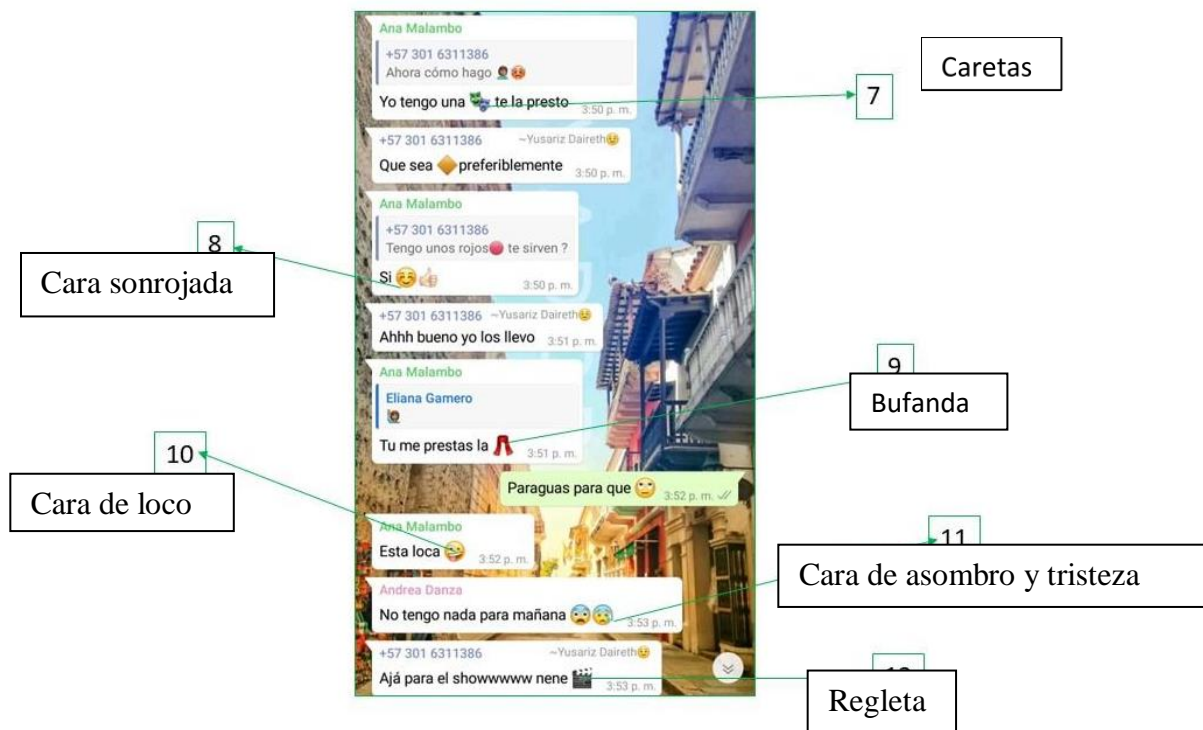 Ana Malambo
+57 301 6311386
Ahora cómo hago 🤦🏽‍♀️🥵
Yo tengo una 🎭 te la presto 3:50 p. m.
7
Caretas
+57 301 6311386 ~Yusariz Daireth😉
Que sea 🔶preferiblemente 3:50 p. m.
Ana Malambo
+57 301 6311386
Tengo unos rojos🔴 te sirven ?
Si ☺️👍🏻 3:50 p. m.
8
Cara sonrojada
+57 301 6311386 ~Yusariz Daireth😉
Ahhh bueno yo los llevo 3:51 p. m.
Ana Malambo
Eliana Gamero
🙋🏽‍♀️
Tu me prestas la 🧣 3:51 p. m.
9
Bufanda
Paraguas para que 🙄 3:52 p. m.
10
Cara de loco
Ana Malambo
Esta loca 🤪 3:52 p. m.
Andrea Danza
No tengo nada para mañana 😨😰 3:53 p. m.
11
Cara de asombro y tristeza
+57 301 6311386 ~Yusariz Daireth😉
Ajá para el showwwww nene 🎬 3:53 p. m.
Regleta